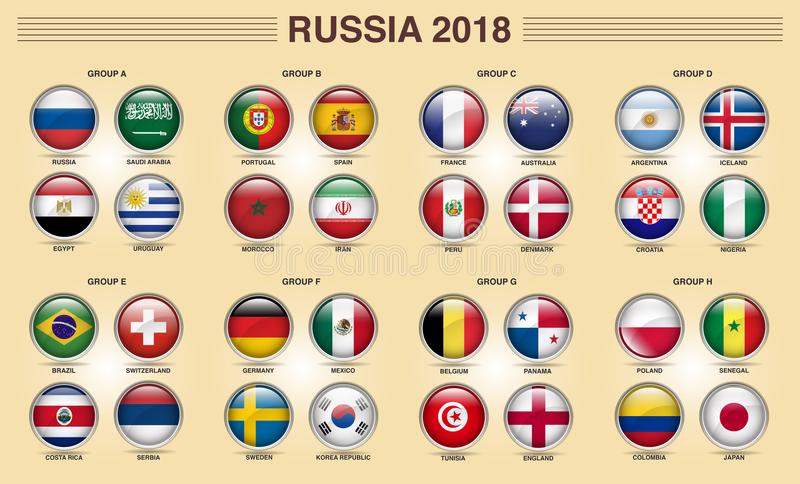 RUSSIA 2018
GROUP A
RUSSIA
SAUDI ARABIA
EGYPT
URUGUAY
GROUP B
PORTUGAL
SPAIN
MOROCCO
IRAN
GROUP C
FRANCE
AUSTRALIA
PERU
DENMARK
GROUP D
ARGENTINA
ICELAND
CROATIA
NIGERIA
GROUP E
BRAZIL
SWITZERLAND
COSTA RICA
SERBIA
GROUP F
GERMANY
MEXICO
SWEDEN
KOREA REPUBLIC
GROUP G
BELGIUM
PANAMA
TUNISIA
ENGLAND
GROUP H
POLAND
SENEGAL
COLOMBIA
JAPAN
dreamstime